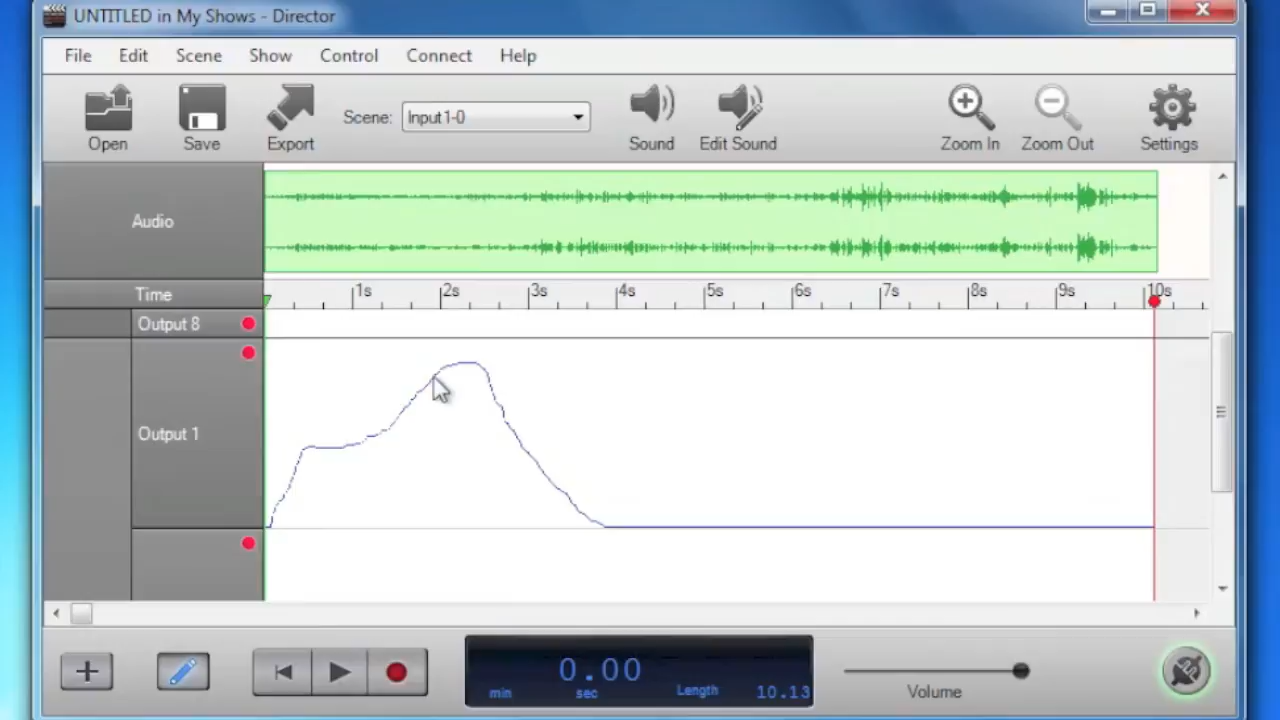 UNTITLED in My Shows - Director
File Edit Scene Show Control Connect Help
Open Save Export Scene: Input1-0 Sound Edit Sound Zoom In Zoom Out Settings
Audio
Time 1s 2s 3s 4s 5s 6s 7s 8s 9s 10s
Output 8
Output 1
0.00
min sec Length 10.13
Volume